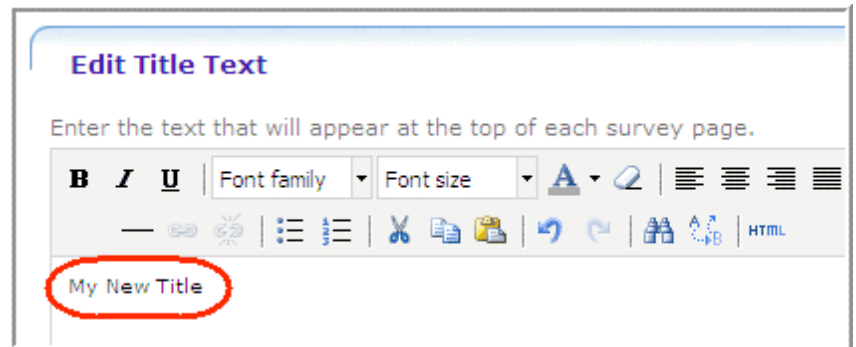 Edit Title Text
Enter the text that will appear at the top of each survey page.
B I U Font family Font size A
HTML
My New Title